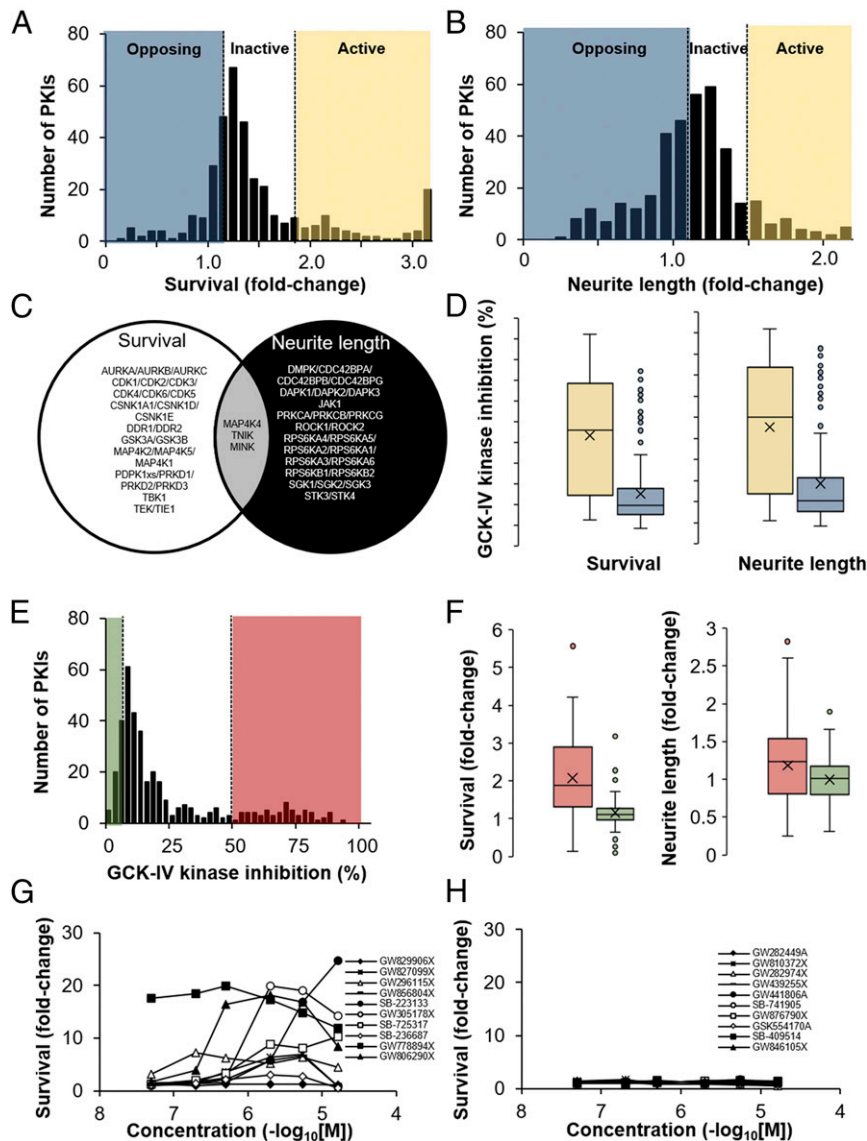 A
Opposing
Inactive
Active
Number of PKIs
80
60
40
20
0
0
1.0
2.0
3.0
Survival (fold-change)
B
Opposing
Inactive
Active
Number of PKIs
80
60
40
20
0
0
1.0
2.0
Neurite length (fold-change)
C
Survival
AURKA/AURKB/AURKC
CDK1/CDK2/CDK3/
CDK4/CDK6/CDK5
CSNK1A1/CSNK1D/
CSNK1E
DDR1/DDR2
GSK3A/GSK3B
MAP4K2/MAP4K5/
MAP4K1
PDPK1xs/PRKD1/
PRKD2/PRKD3
TBK1
TEK/TIE1
MAP4K4
TNIK
MINK
Neurite length
DMPK/CDC42BPA/
CDC42BPB/CDC42BPG
DAPK1/DAPK2/DAPK3
JAK1
PRKCA/PRKCB/PRKCG
ROCK1/ROCK2
RPS6KA4/RPS6KA5/
RPS6KA2/RPS6KA1/
RPS6KA3/RPS6KA6
RPS6KB1/RPS6KB2
SGK1/SGK2/SGK3
STK3/STK4
D
GCK-IV kinase inhibition (%)
Survival
Neurite length
E
Number of PKIs
80
60
40
20
0
0
25
50
75
100
GCK-IV kinase inhibition (%)
F
Survival (fold-change)
6
5
4
3
2
1
0
Neurite length (fold-change)
3
2.5
2
1.5
1
0.5
0
G
Survival (fold-change)
30
20
10
0
8
7
6
5
4
Concentration (-log10[M])
GW829906X
GW827099X
GW296115X
GW856804X
SB-223133
GW305178X
SB-725317
SB-236687
GW778894X
GW806290X
H
Survival (fold-change)
30
20
10
0
8
7
6
5
4
Concentration (-log10[M])
GW282449A
GW810372X
GW282974X
GW439255X
GW441806A
SB-741905
GW876790X
GSK554170A
SB-409514
GW846105X